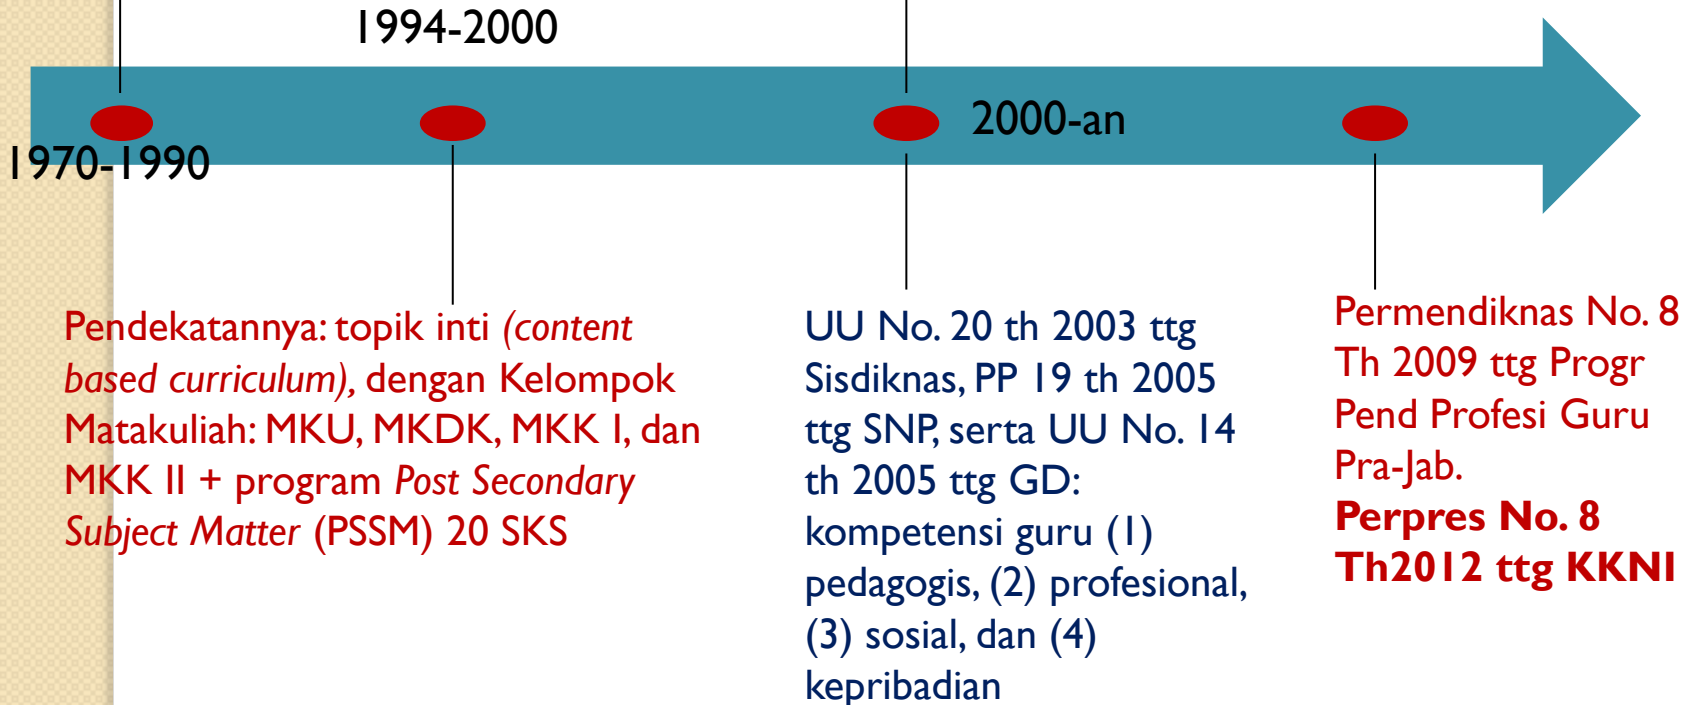 1994-2000
2000-an
1970-1990
Pendekatannya: topik inti (content
based curriculum), dengan Kelompok
Matakuliah: MKU, MKDK, MKK I, dan
MKK II + program Post Secondary
Subject Matter (PSSM) 20 SKS
UU No. 20 th 2003 ttg
Sisdiknas, PP 19 th 2005
ttg SNP, serta UU No. 14
th 2005 ttg GD:
kompetensi guru (1)
pedagogis, (2) profesional,
(3) sosial, dan (4)
kepribadian
Permendiknas No. 8
Th 2009 ttg Progr
Pend Profesi Guru
Pra-Jab.
Perpres No. 8
Th2012 ttg KKNI